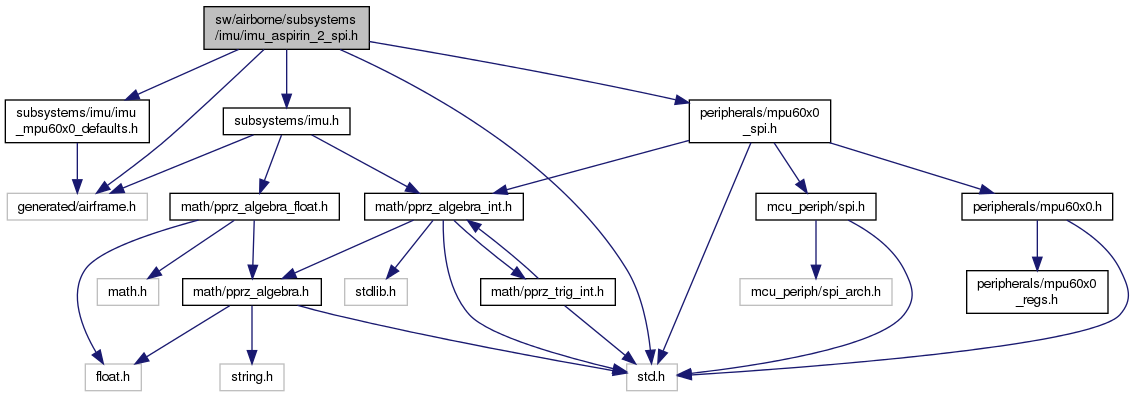 sw/airborne/subsystems
/imu/imu_aspirin_2_spi.h
subsystems/imu/imu
_mpu60x0_defaults.h
subsystems/imu.h
peripherals/mpu60x0
_spi.h
generated/airframe.h
math/pprz_algebra_float.h
math/pprz_algebra_int.h
mcu_periph/spi.h
peripherals/mpu60x0.h
math.h
math/pprz_algebra.h
stdlib.h
math/pprz_trig_int.h
mcu_periph/spi_arch.h
peripherals/mpu60x0
_regs.h
float.h
string.h
std.h